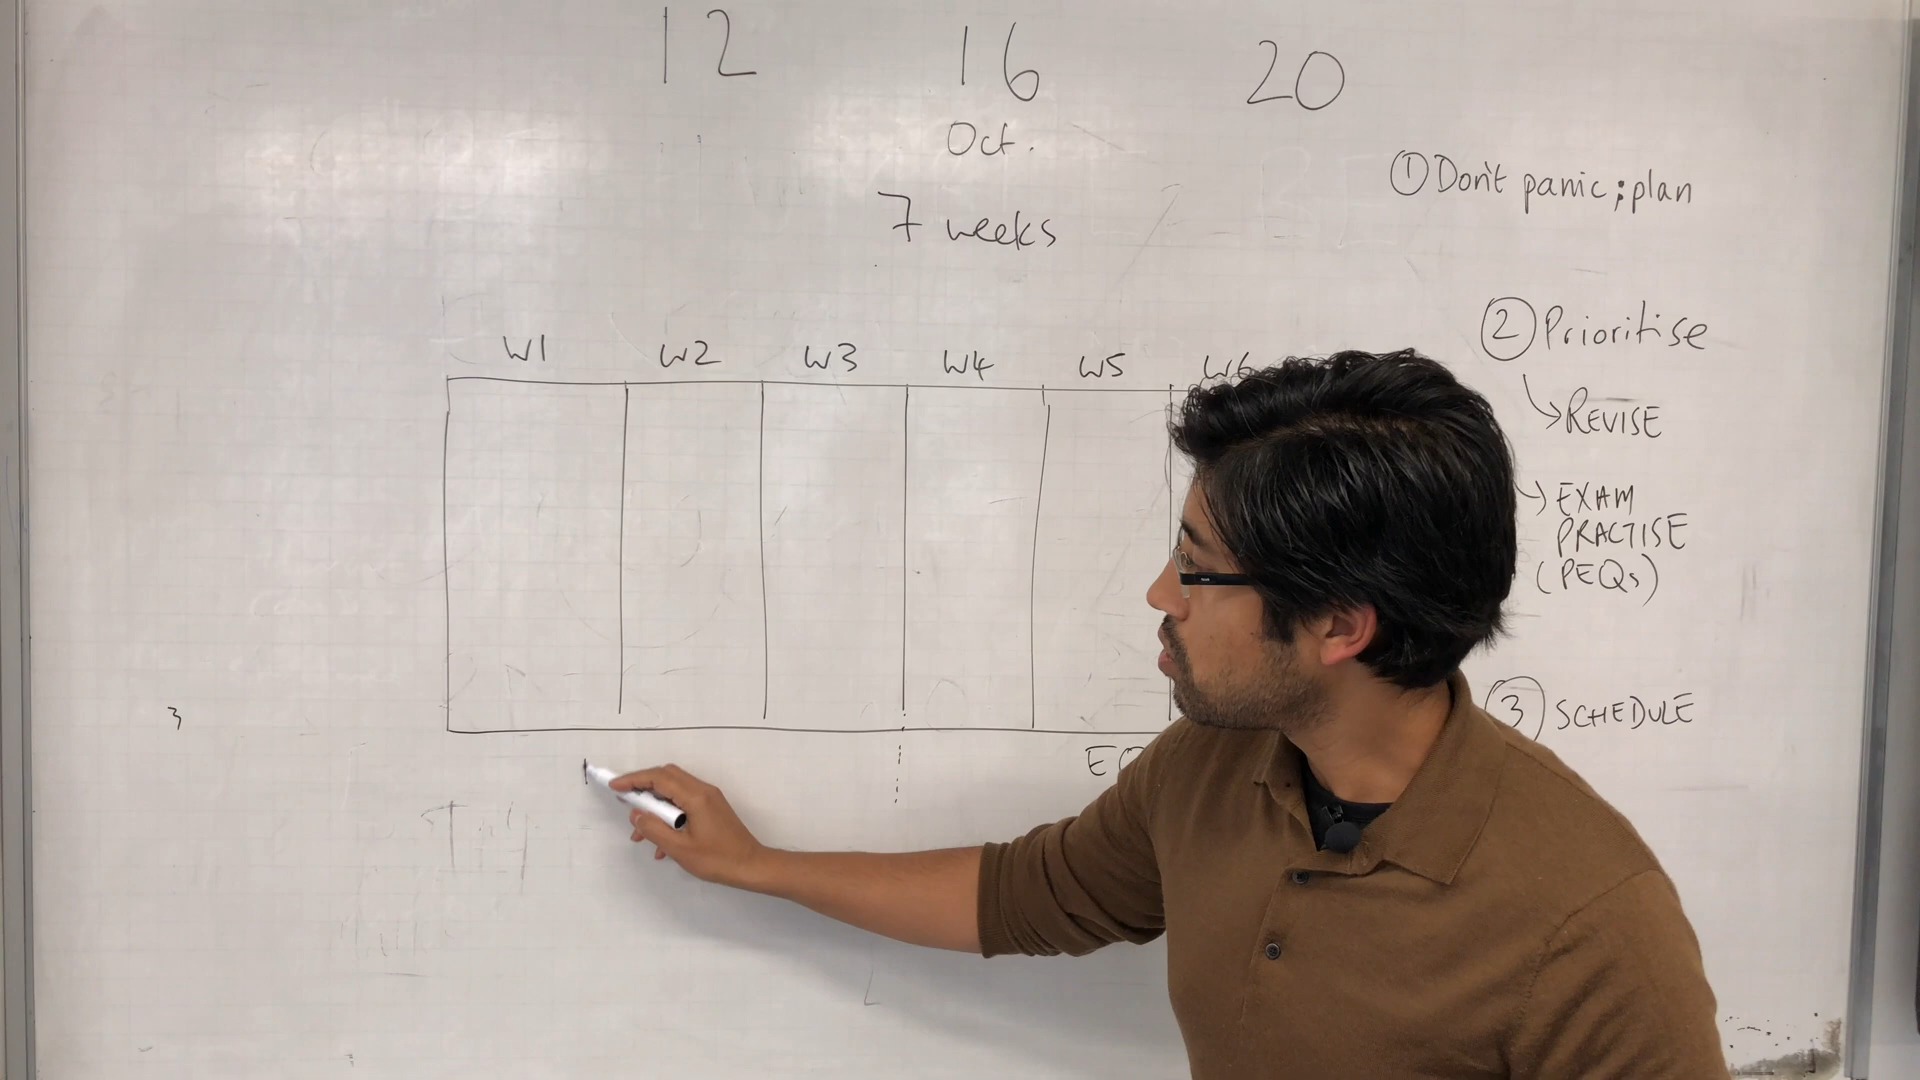 12 16 20
Oct.
7 weeks
① Don't panic; plan
W1 W2 W3 W4 W5 W6
② Prioritise
↳ REVISE
↳ EXAM
PRACTISE
(PEQs)
③ SCHEDULE
3